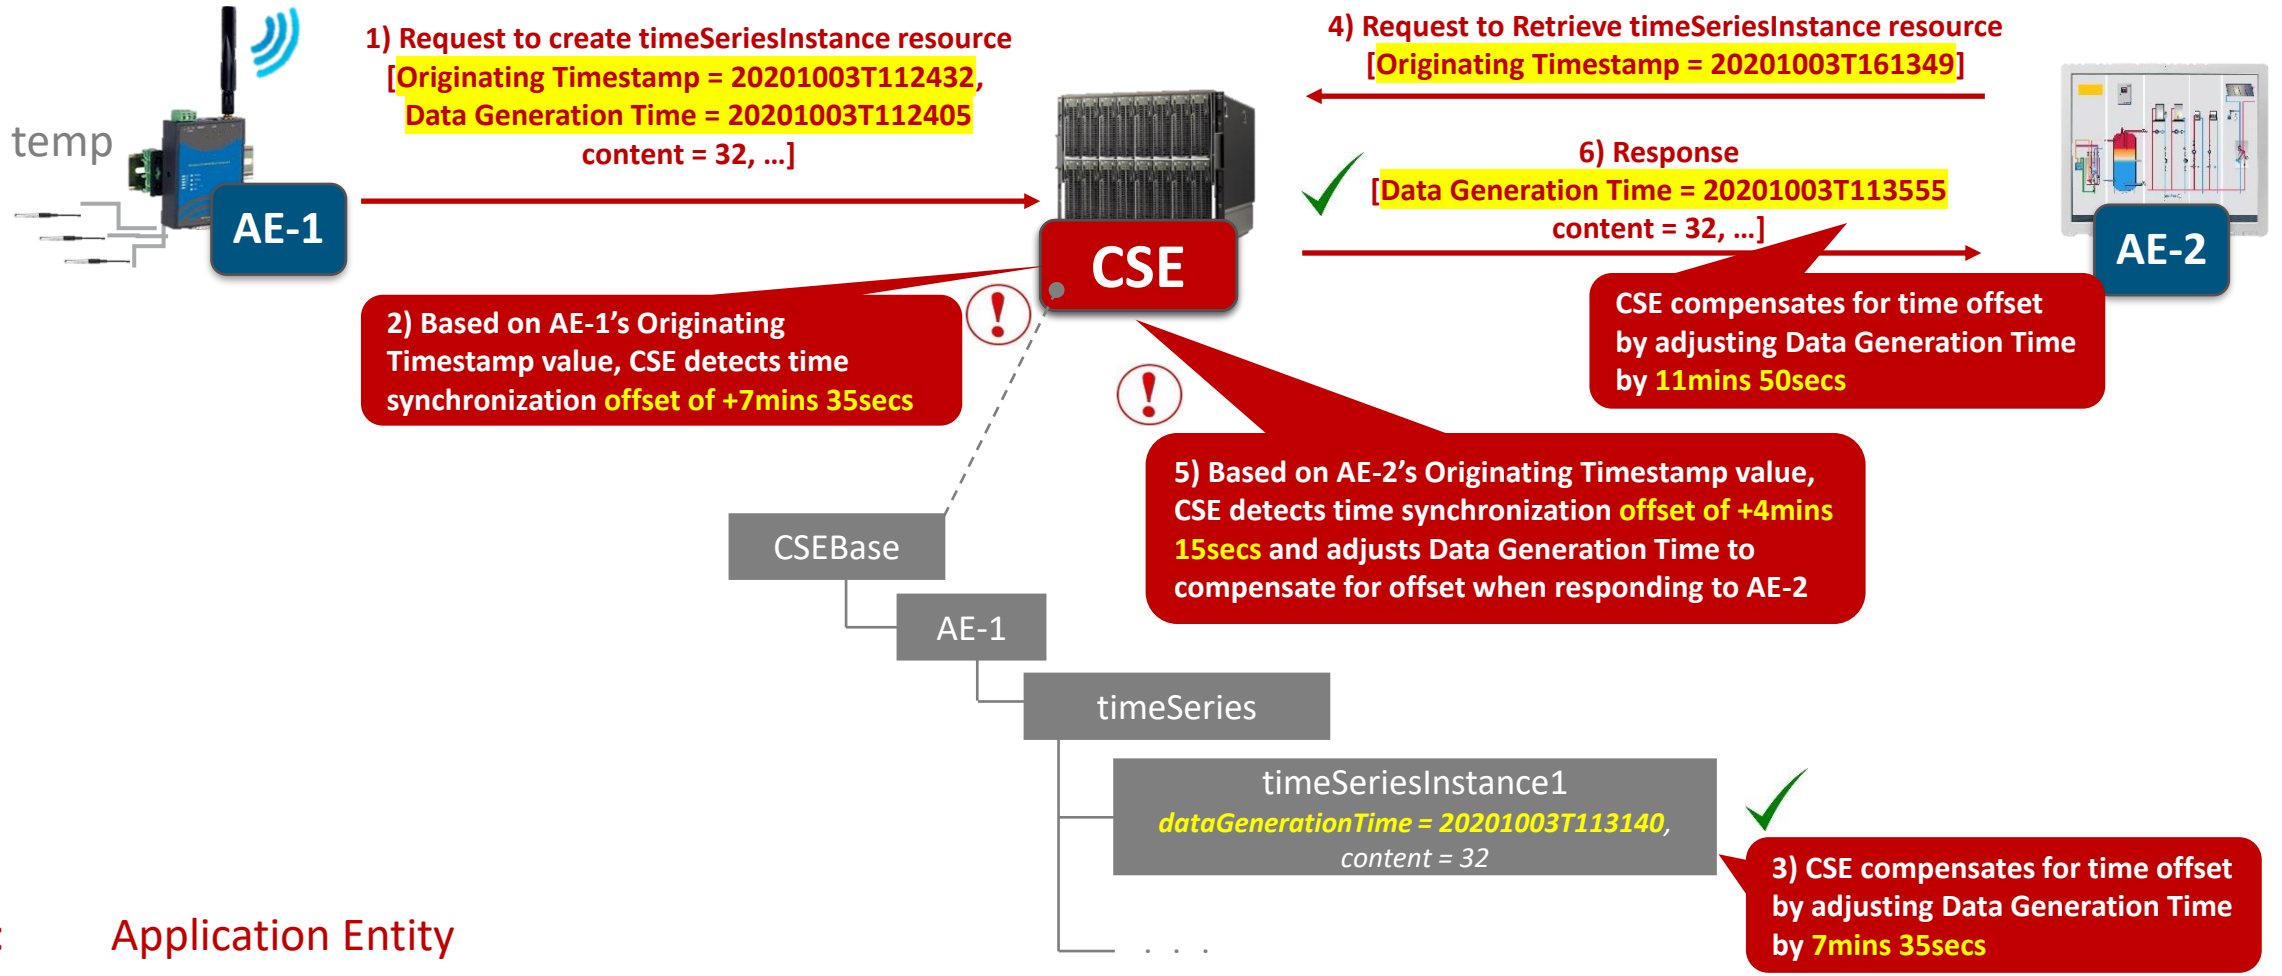 1) Request to create timeSeriesInstance resource
[Originating Timestamp = 20201003T112432,
Data Generation Time = 20201003T112405
content = 32, ...]
temp
AE-1
4) Request to Retrieve timeSeriesInstance resource
[Originating Timestamp = 20201003T161349]
6) Response
[Data Generation Time = 20201003T113555
content = 32, ...]
CSE
AE-2
2) Based on AE-1's Originating
Timestamp value, CSE detects time
synchronization offset of +7mins 35secs
CSE compensates for time offset
by adjusting Data Generation Time
by 11mins 50secs
5) Based on AE-2's Originating Timestamp value,
CSE detects time synchronization offset of +4mins
15secs and adjusts Data Generation Time to
compensate for offset when responding to AE-2
CSEBase
AE-1
timeSeries
timeSeriesInstance1
dataGenerationTime = 20201003T113140,
content = 32
. . .
3) CSE compensates for time offset
by adjusting Data Generation Time
by 7mins 35secs
: Application Entity